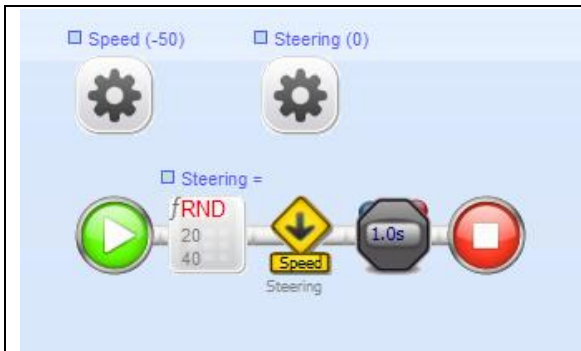 Speed (-50)
Steering (0)
Steering =
ƒRND
20
40
Speed
Steering
1.0s